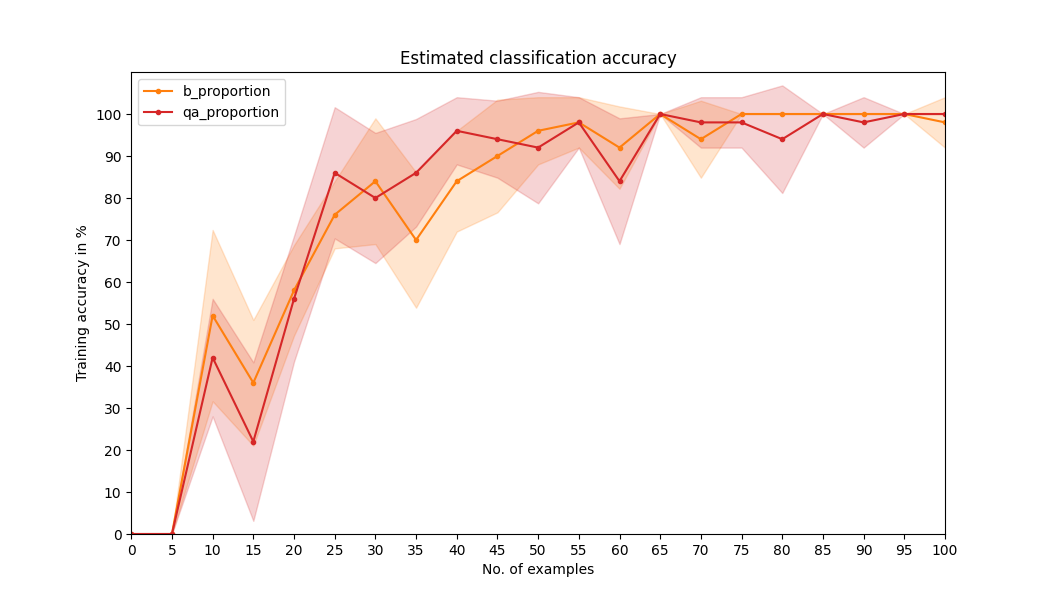 Estimated classification accuracy
b_proportion
qa_proportion
Training accuracy in %
100
90
80
70
60
50
40
30
20
10
0
0 5 10 15 20 25 30 35 40 45 50 55 60 65 70 75 80 85 90 95 100
No. of examples